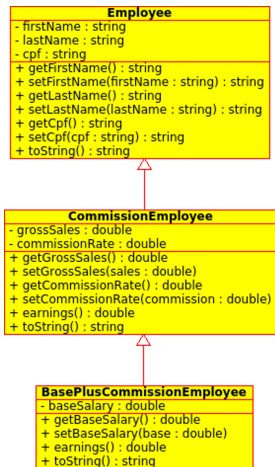 Employee
- firstName : string
- lastName : string
- cpf : string
+ getFirstName() : string
+ setFirstName(firstName : string) : string
+ getLastName() : string
+ setLastName(lastName : string) : string
+ getCpf() : string
+ setCpf(cpf : string) : string
+ toString() : string
CommissionEmployee
- grossSales : double
- commissionRate : double
+ getGrossSales() : double
+ setGrossSales(sales : double)
+ getCommissionRate() : double
+ setCommissionRate(commission : double)
+ earnings() : double
+ toString() : string
BasePlusCommissionEmployee
- baseSalary : double
+ getBaseSalary() : double
+ setBaseSalary(base : double)
+ earnings() : double
+ toString() : string